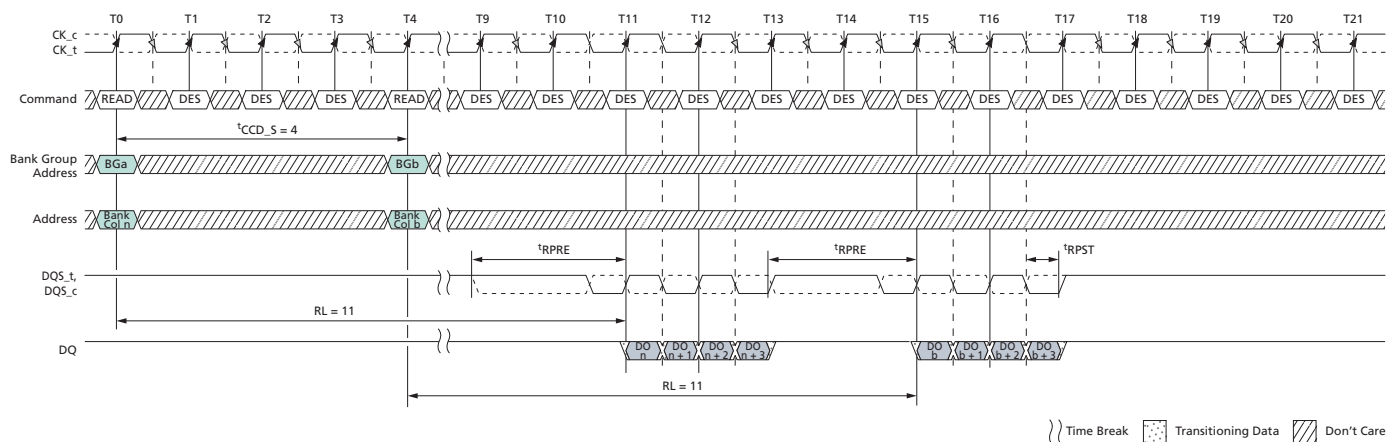 T0 T1 T2 T3 T4 T9 T10 T11 T12 T13 T14 T15 T16 T17 T18 T19 T20 T21
CK_c
CK_t
Command READ DES DES DES READ DES DES DES DES DES DES DES DES DES DES DES DES DES
tCCD_S = 4
Bank Group
Address
BGa BGb
Address
Bank
Col n
Bank
Col b
tRPRE tRPRE tRPST
DQS_t,
DQS_c
RL = 11
DQ
DO
n
DO
n + 1
DO
n + 2
DO
n + 3
DO
b
DO
b + 1
DO
b + 2
DO
b + 3
RL = 11
Time Break Transitioning Data Don't Care